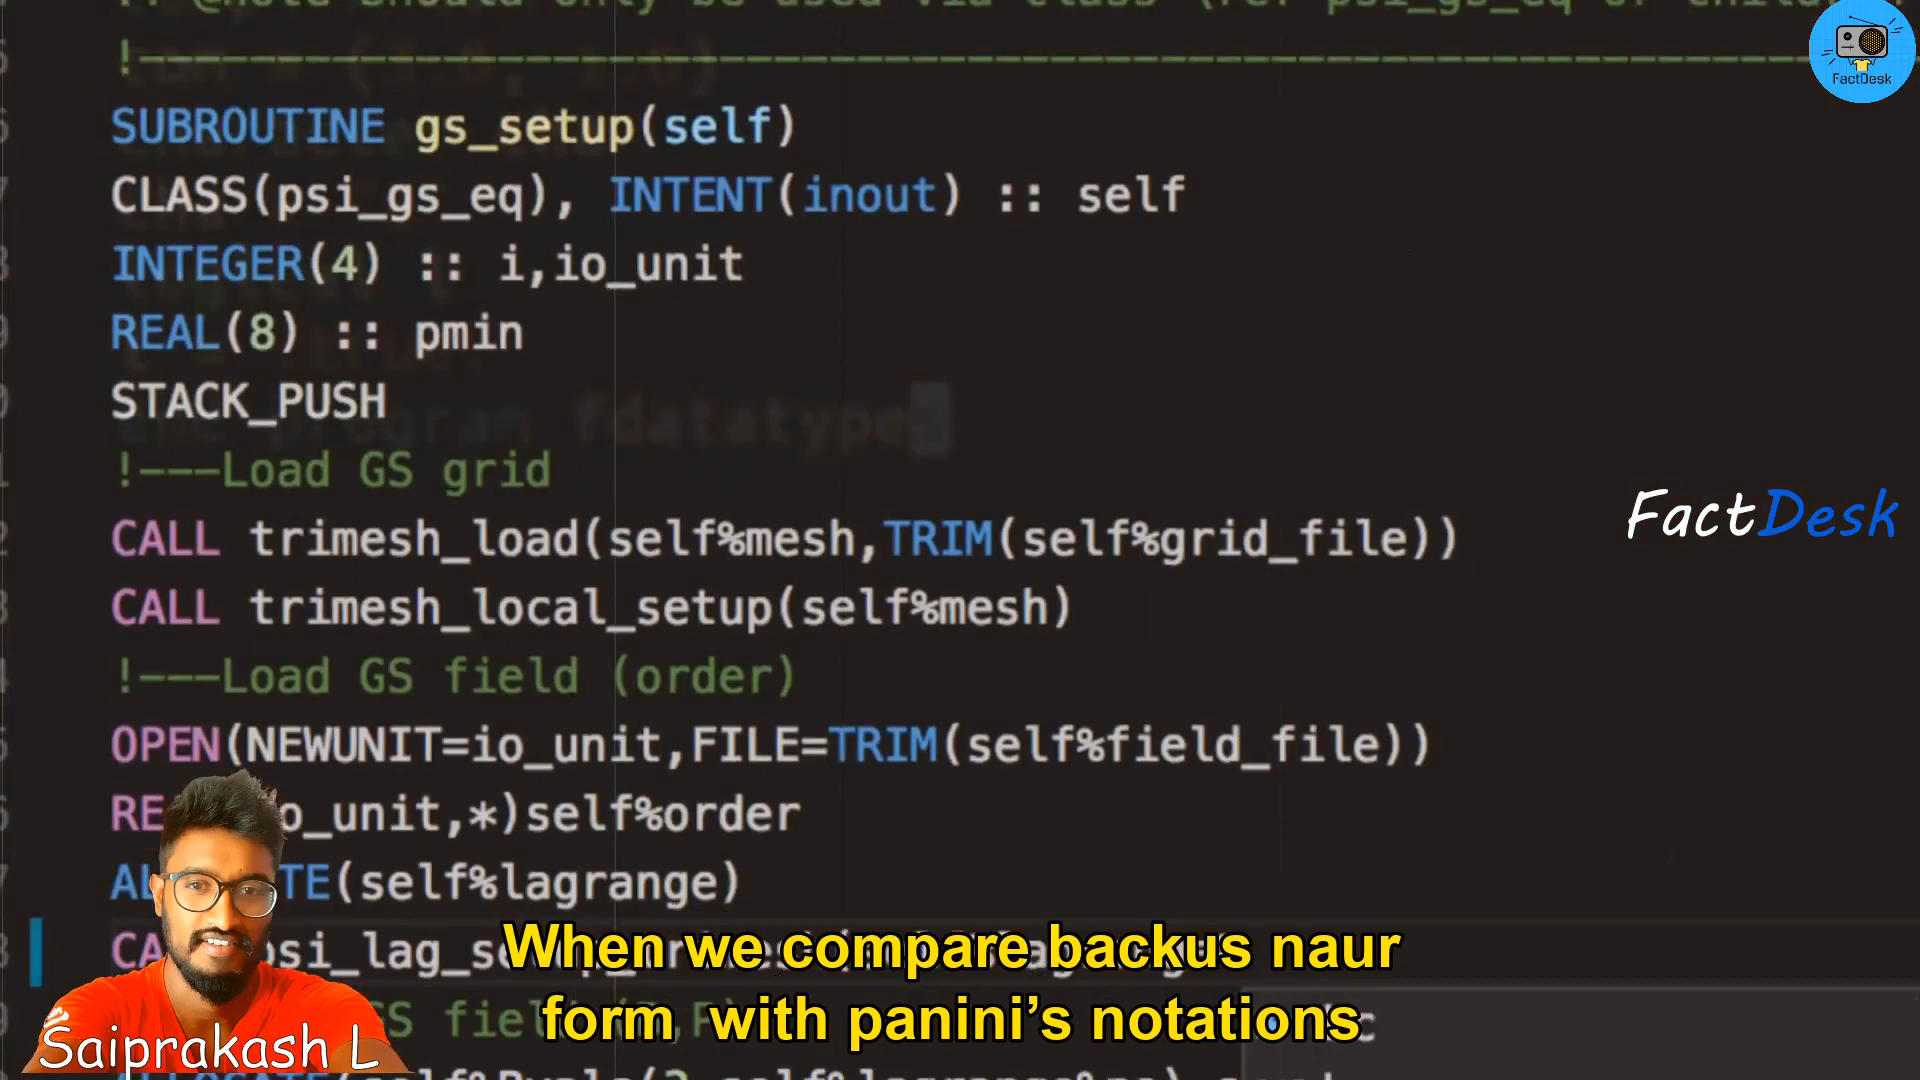 SUBROUTINE gs_setup(self)
CLASS(psi_gs_eq), INTENT(inout) :: self
INTEGER(4) :: i,io_unit
REAL(8) :: pmin
STACK_PUSH
!---Load GS grid
CALL trimesh_load(self%mesh,TRIM(self%grid_file))
CALL trimesh_local_setup(self%mesh)
!---Load GS field (order)
OPEN(NEWUNIT=io_unit,FILE=TRIM(self%field_file))
o_unit,*)self%order
(self%lagrange)
FactDesk
FactDesk
When we compare backus naur
form with panini’s notations
Saiprakash L